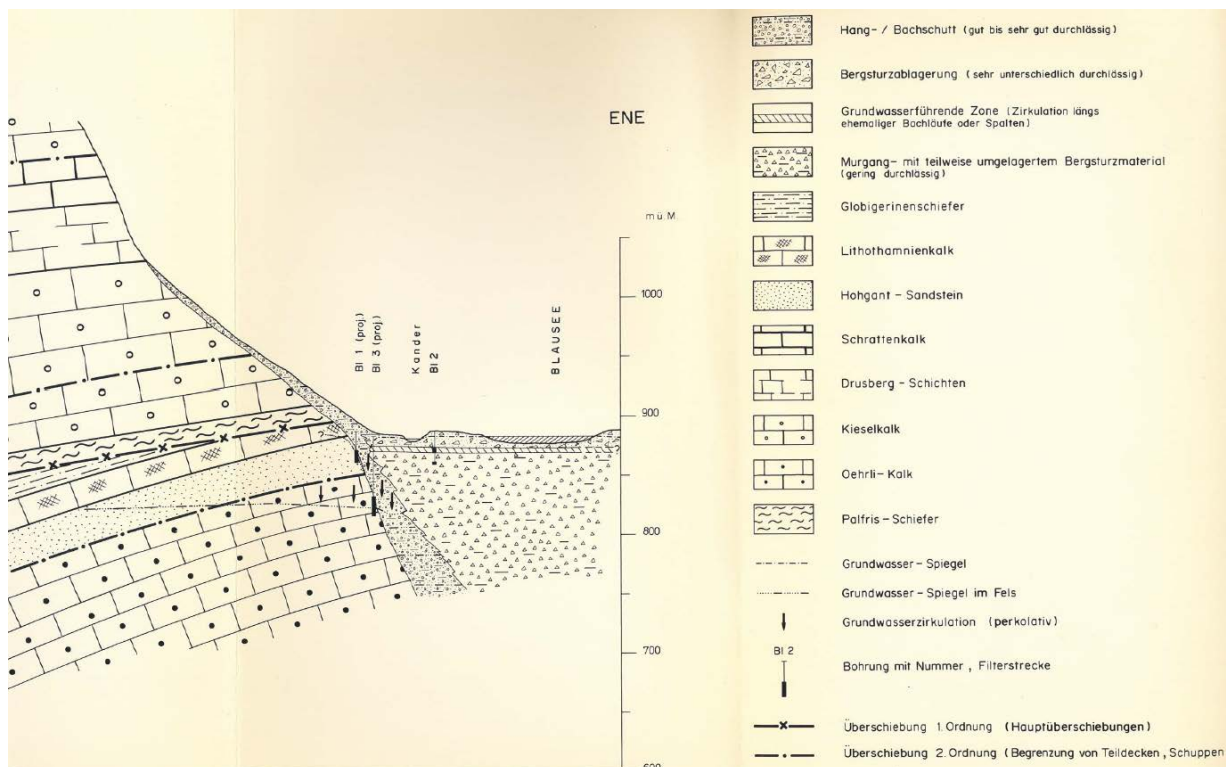 ENE
m ü. M.
1000
900
800
700
600
Bl 1 (proj.)
Bl 3 (proj.)
Kander
Bl 2
BLAUSEE
?
Hang- / Bachschutt (gut bis sehr gut durchlässig)
Bergsturzablagerung (sehr unterschiedlich durchlässig)
Grundwasserführende Zone (Zirkulation längs
ehemaliger Bachläufe oder Spalten)
Murgang- mit teilweise umgelagertem Bergsturzmaterial
(gering durchlässig)
Globigerinenschiefer
Lithothamnienkalk
Hohgant - Sandstein
Schrattenkalk
Drusberg - Schichten
Kieselkalk
Oehrli - Kalk
Palfris - Schiefer
Grundwasser - Spiegel
Grundwasser - Spiegel im Fels
Grundwasserzirkulation (perkolativ)
Bl 2
Bohrung mit Nummer, Filterstrecke
Überschiebung 1. Ordnung (Hauptüberschiebungen)
Überschiebung 2. Ordnung (Begrenzung von Teildecken, Schuppen